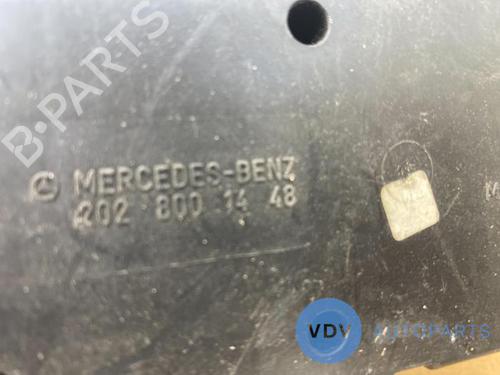 B-PARTS
MERCEDES-BENZ
202 800 14 48
VDV AUTOPARTS